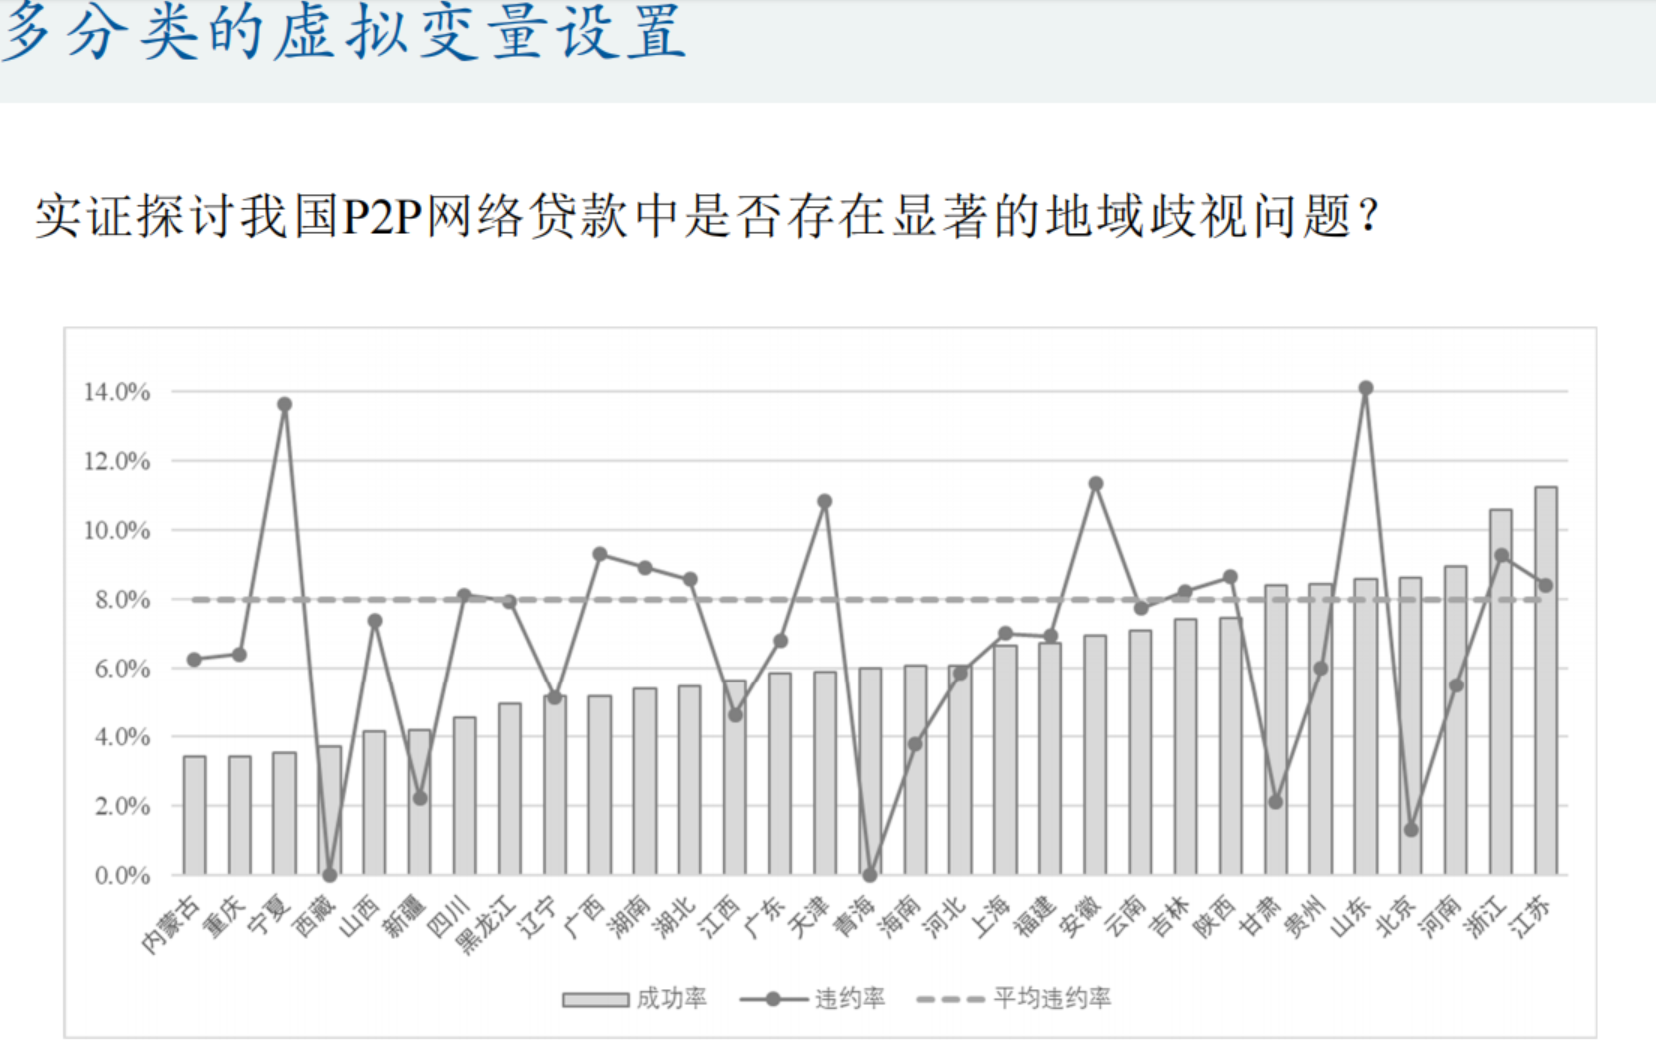 多分类的虚拟变量设置
实证探讨我国P2P网络贷款中是否存在显著的地域歧视问题？
14.0%
12.0%
10.0%
8.0%
6.0%
4.0%
2.0%
0.0%
内蒙古
重庆
宁夏
西藏
山西
新疆
四川
黑龙江
辽宁
广西
湖南
湖北
江西
广东
天津
青海
海南
河北
上海
福建
安徽
云南
吉林
陕西
甘肃
贵州
山东
北京
河南
浙江
江苏
成功率 违约率 平均违约率